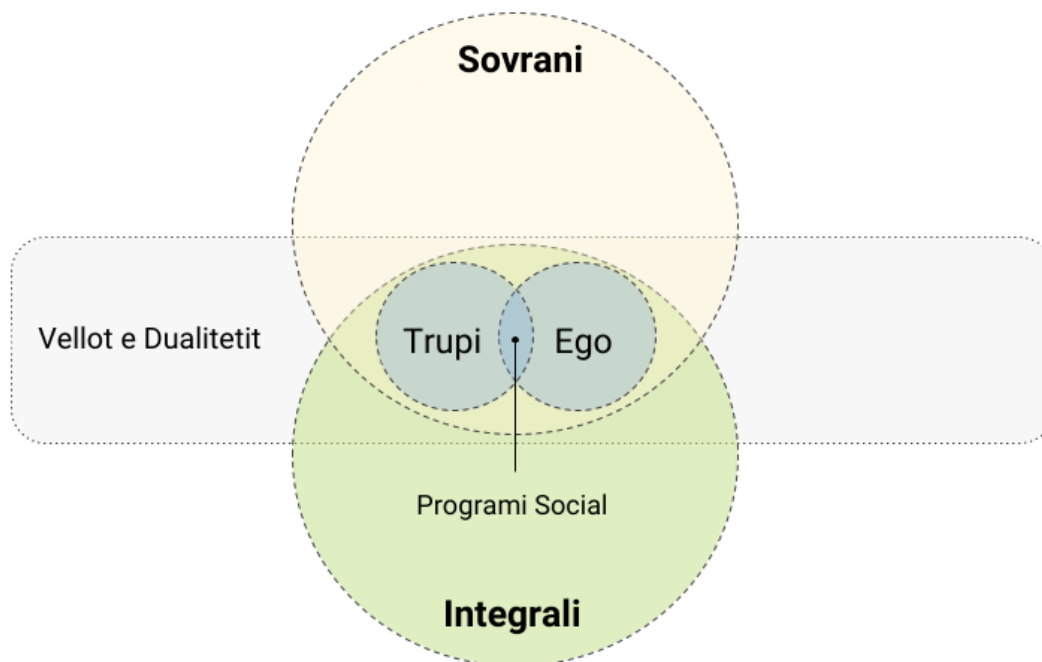 Sovrani
Vellot e Dualitetit
Trupi
Ego
Programi Social
Integrali